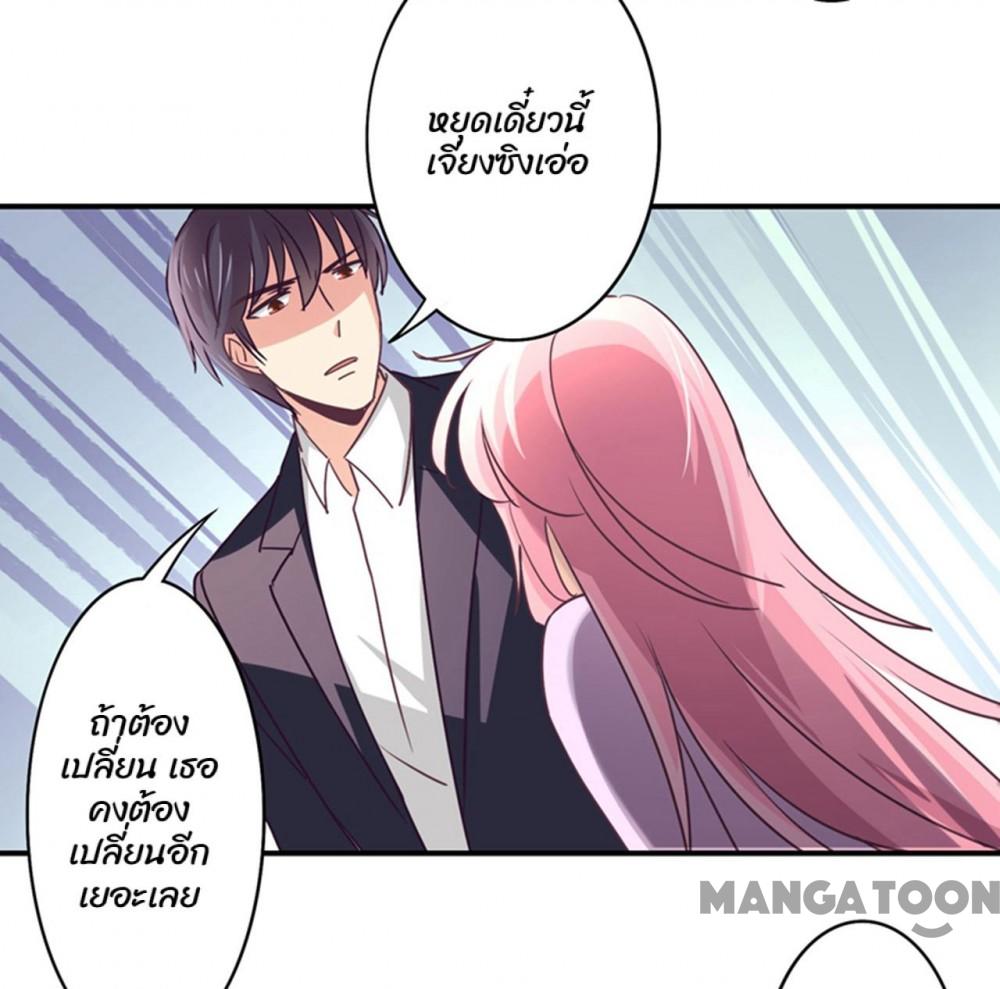 หยุดเดี๋ยวนี้
เจียงซิงเอ่อ
ถ้าต้อง
เปลี่ยน เธอ
คงต้อง
เปลี่ยนอีก
เยอะเลย
MANGATOON